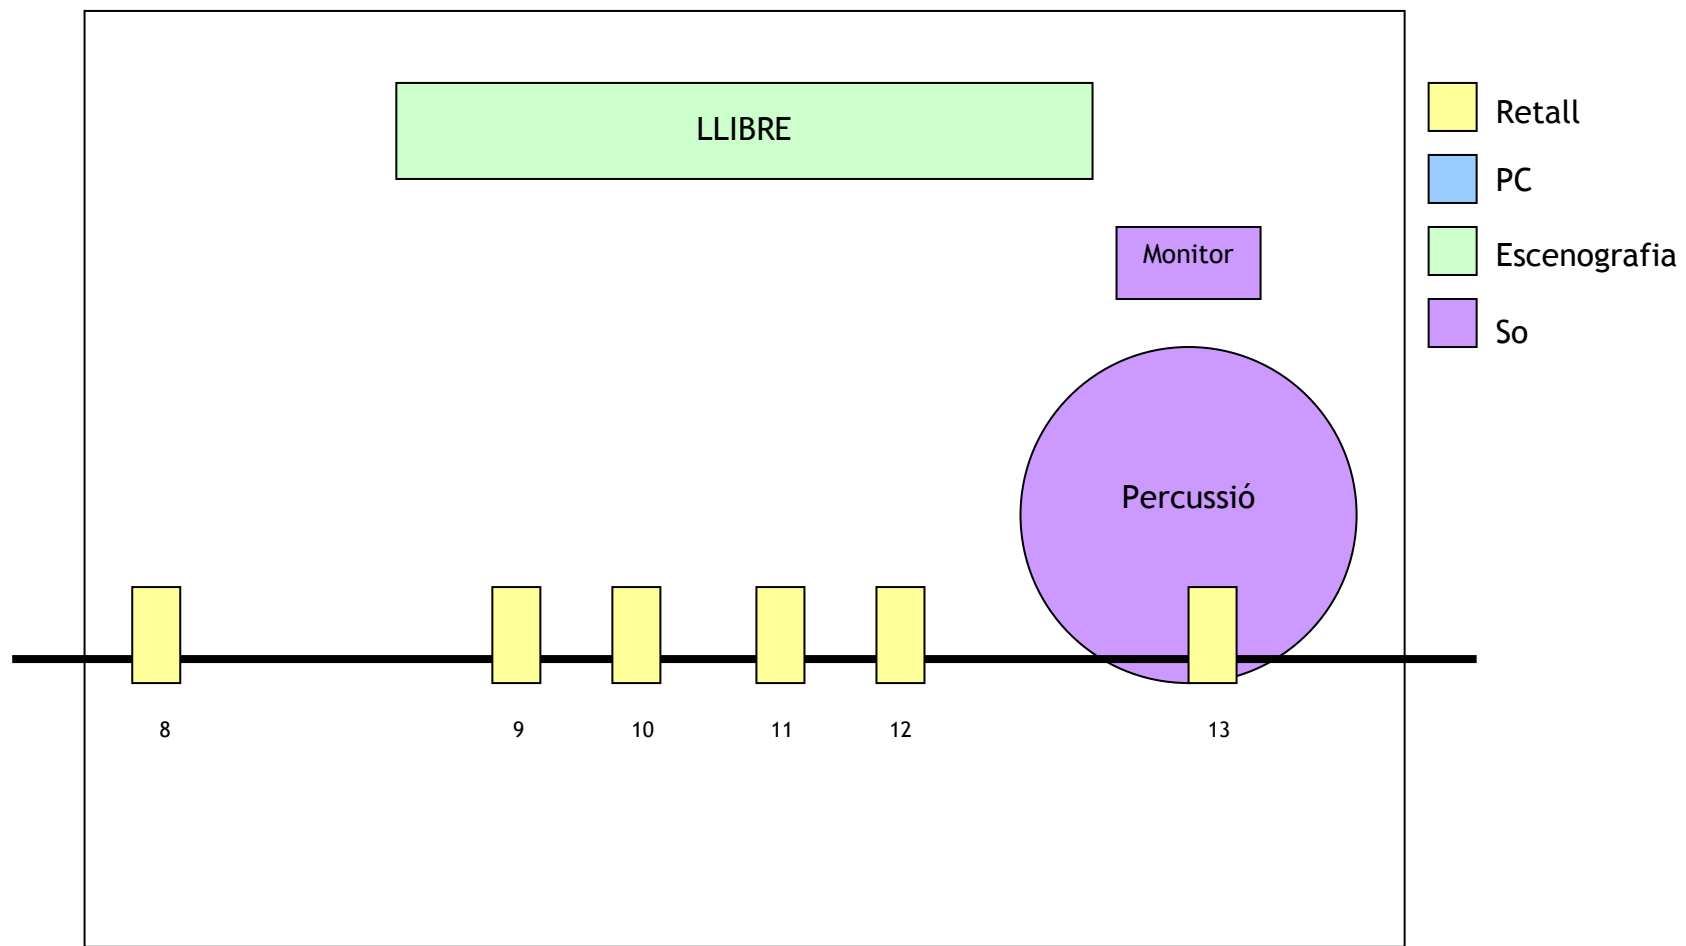 LLIBRE
Monitor
Percussió
8
9
10
11
12
13
Retall
PC
Escenografia
So